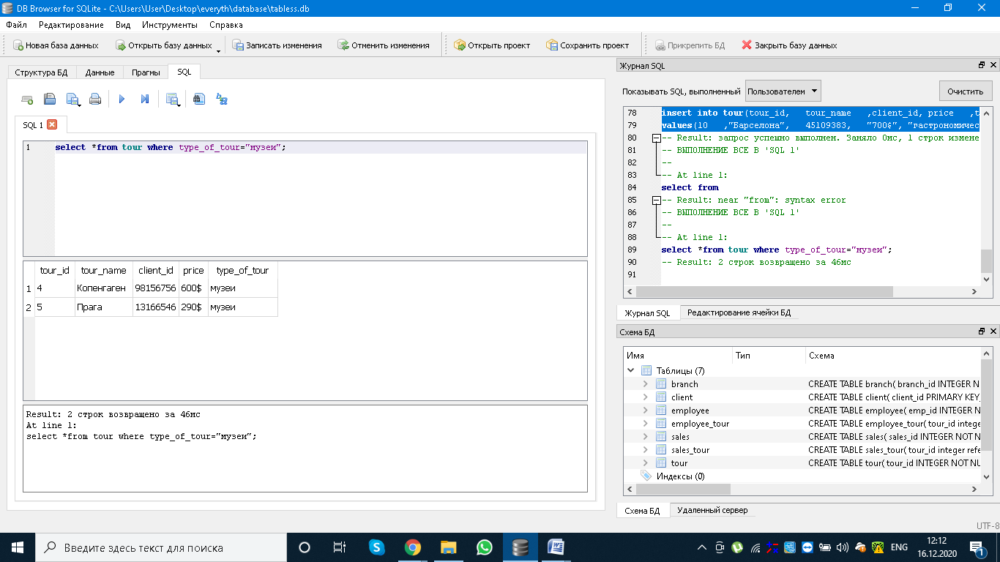 DB Browser for SQLite - C:\Users\User\Desktop\everyth\database\tabless.db
Файл Редактирование Вид Инструменты Справка
Новая база данных Открыть базу данных Записать изменения Отменить изменения Открыть проект Сохранить проект Прикрепить БД Закрыть базу данных
Структура БД Данные Прагмы SQL
SQL 1
1 select *from tour where type_of_tour="музеи";
tour_id tour_name client_id price type_of_tour
1 4 Копенгаген 98156756 600$ музеи
2 5 Прага 13166546 290$ музеи
Result: 2 строк возвращено за 46мс
At line 1:
select *from tour where type_of_tour="музеи";
Журнал SQL
Показывать SQL, выполненный Пользователем Очистить
78 insert into tour(tour_id, tour_name ,client_id, price ,t
79 values(10 ,"Барселона", 45109383, "700$", "гастрономичес
80 -- Result: запрос успешно выполнен. Заняло 0мс, 1 строк измене
81 -- ВЫПОЛНЕНИЕ ВСЕ В 'SQL 1'
82 --
83 -- At line 1:
84 select from
85 -- Result: near "from": syntax error
86 -- ВЫПОЛНЕНИЕ ВСЕ В 'SQL 1'
87 --
88 -- At line 1:
89 select *from tour where type_of_tour="музеи";
90 -- Result: 2 строк возвращено за 46мс
91
Журнал SQL Редактирование ячейки БД
Схема БД
Имя Тип Схема
Таблицы (7)
branch CREATE TABLE branch( branch_id INTEGER N
client CREATE TABLE client( client_id PRIMARY KEY,
employee CREATE TABLE employee( emp_id INTEGER N
employee_tour CREATE TABLE employee_tour( tour_id intege
sales CREATE TABLE sales( sales_id INTEGER NOT N
sales_tour CREATE TABLE sales_tour( tour_id integer refe
tour CREATE TABLE tour( tour_id INTEGER NOT NU
Индексы (0)
Схема БД Удаленный сервер
UTF-8
Введите здесь текст для поиска
ENG
12:12
16.12.2020
1